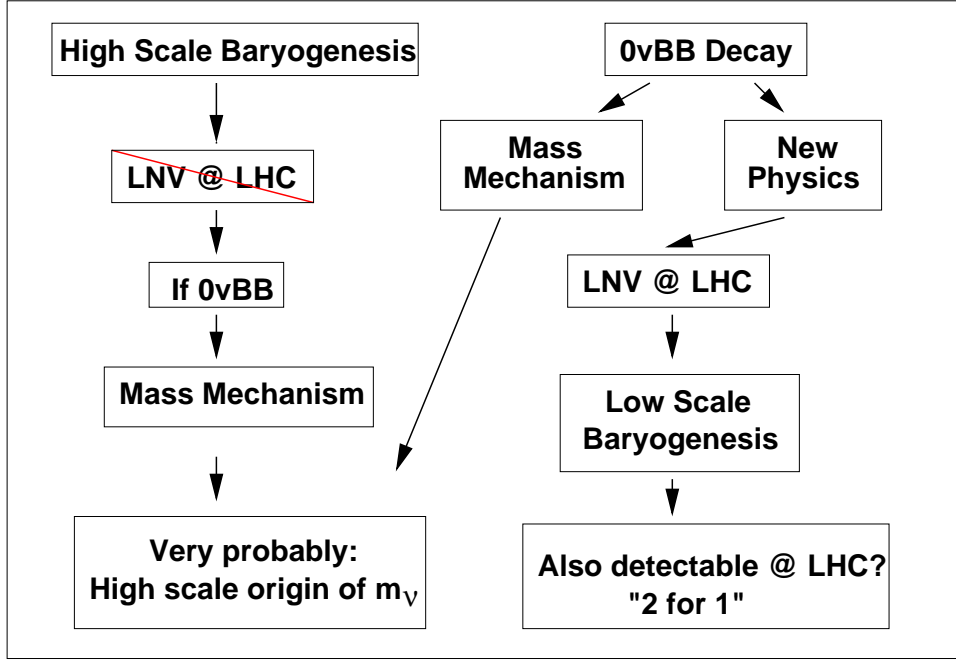 High Scale Baryogenesis
LNV @ LHC
If 0vBB
Mass Mechanism
Very probably:
High scale origin of mν
0vBB Decay
Mass
Mechanism
New
Physics
LNV @ LHC
Low Scale
Baryogenesis
Also detectable @ LHC?
"2 for 1"